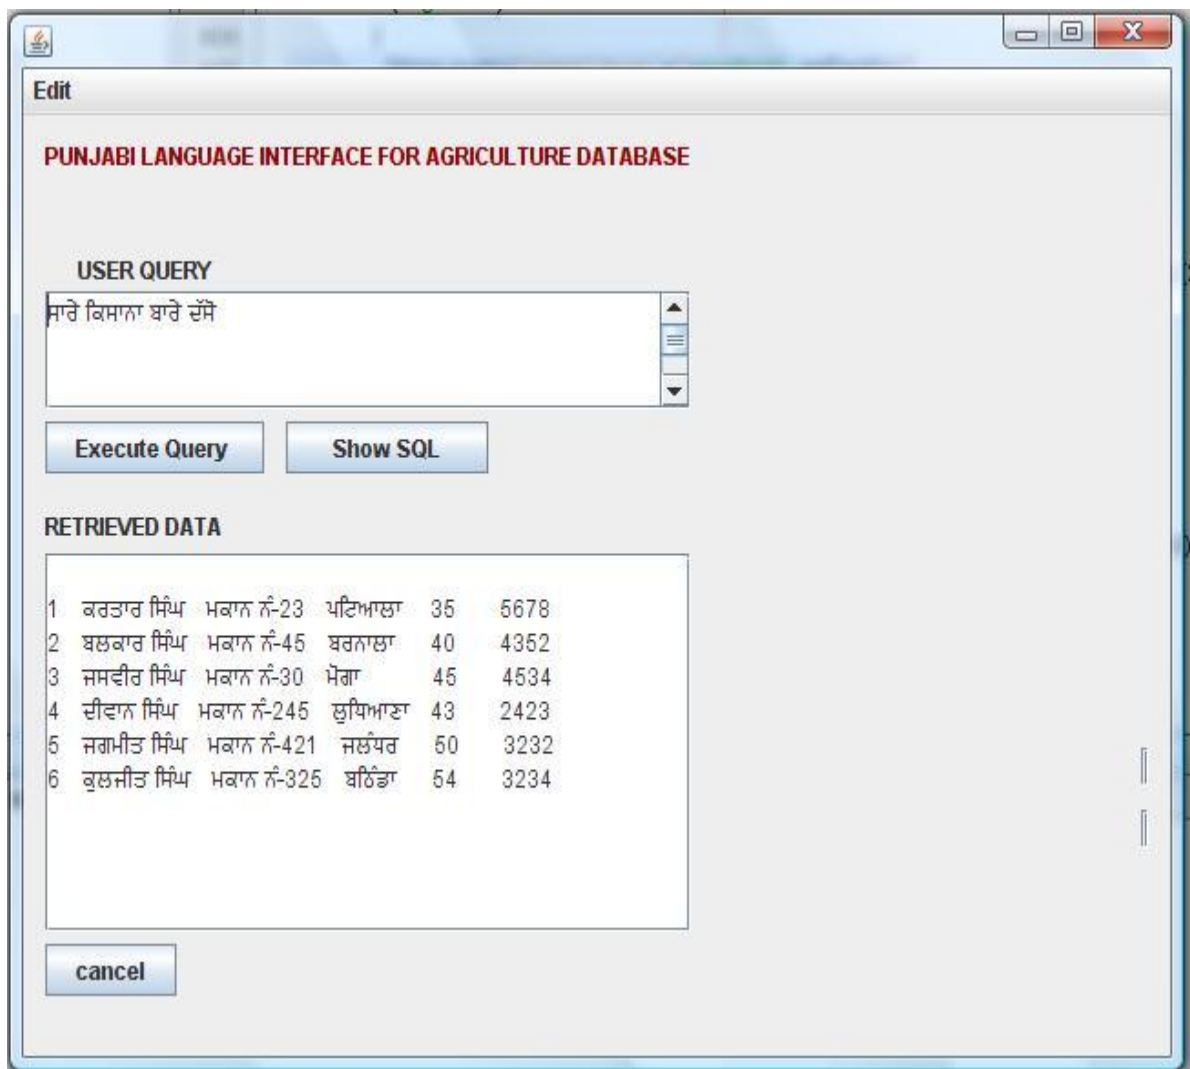 Edit
PUNJABI LANGUAGE INTERFACE FOR AGRICULTURE DATABASE
USER QUERY
ਸਾਰੇ ਕਿਸਾਨਾ ਬਾਰੇ ਦੱਸੋ
Execute Query Show SQL
RETRIEVED DATA
1 ਕਰਤਾਰ ਸਿੰਘ ਮਕਾਨ ਨੰ-23 ਪਟਿਆਲਾ 35 5678
2 ਬਲਕਾਰ ਸਿੰਘ ਮਕਾਨ ਨੰ-45 ਬਰਨਾਲਾ 40 4352
3 ਜਸਵੀਰ ਸਿੰਘ ਮਕਾਨ ਨੰ-30 ਮੋਗਾ 45 4534
4 ਦੀਵਾਨ ਸਿੰਘ ਮਕਾਨ ਨੰ-245 ਲੁਧਿਆਣਾ 43 2423
5 ਜਗਮੀਤ ਸਿੰਘ ਮਕਾਨ ਨੰ-421 ਜਲੰਧਰ 50 3232
6 ਕੁਲਜੀਤ ਸਿੰਘ ਮਕਾਨ ਨੰ-325 ਬਠਿੰਡਾ 54 3234
cancel